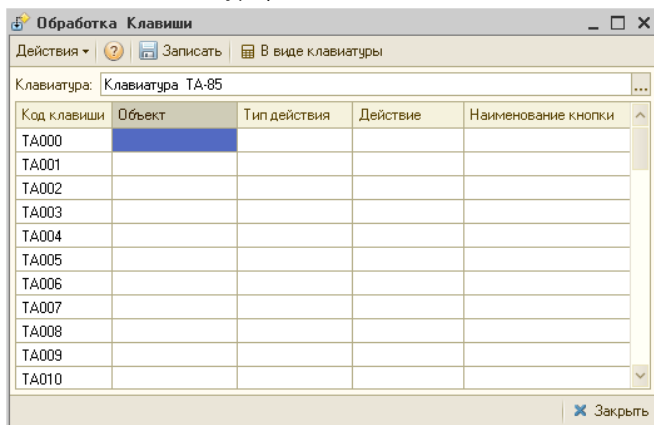 Обработка Клавиши
Действия ? Записать В виде клавиатуры
Клавиатура: Клавиатура ТА-85 ...
Код клавиши Объект Тип действия Действие Наименование кнопки
TA000
TA001
TA002
TA003
TA004
TA005
TA006
TA007
TA008
TA009
TA010
Закрыть